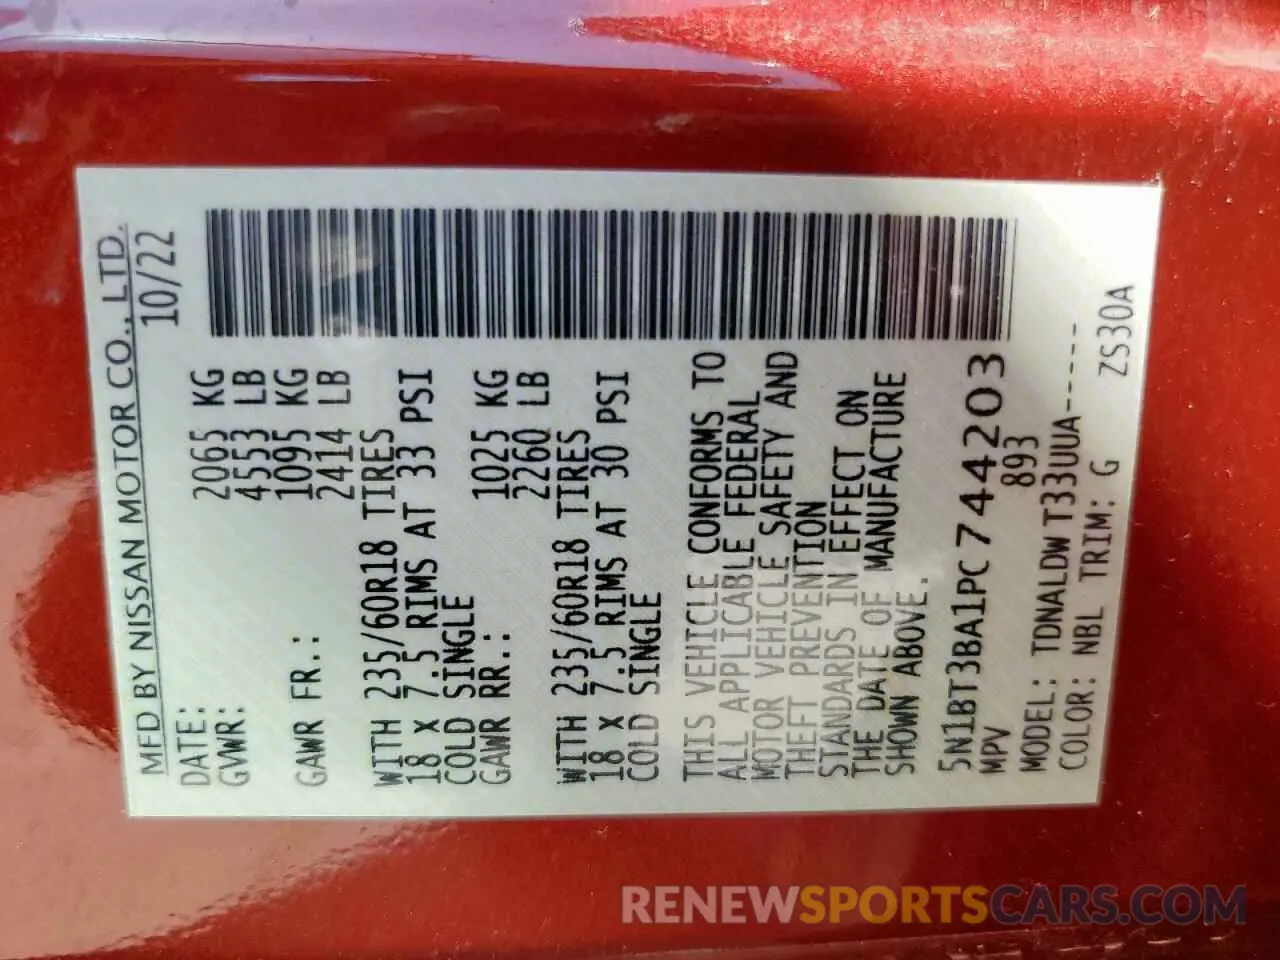 MFD BY NISSAN MOTOR CO., LTD.
DATE: 10/22
GVWR: 2065 KG
4553 LB
GAWR FR.: 1095 KG
2414 LB
WITH 235/60R18 TIRES
18 X 7.5 RIMS AT 33 PSI
COLD SINGLE
GAWR RR.: 1025 KG
2260 LB
WITH 235/60R18 TIRES
18 X 7.5 RIMS AT 30 PSI
COLD SINGLE
THIS VEHICLE CONFORMS TO
ALL APPLICABLE FEDERAL
MOTOR VEHICLE SAFETY AND
THEFT PREVENTION
STANDARDS IN EFFECT ON
THE DATE OF MANUFACTURE
SHOWN ABOVE.
5N1BT3BA1PC744203
MPV 893
MODEL: TDNALDW T33UUA-----
COLOR: NBL TRIM: G ZS30A
RENEWSPORTSCARS.COM